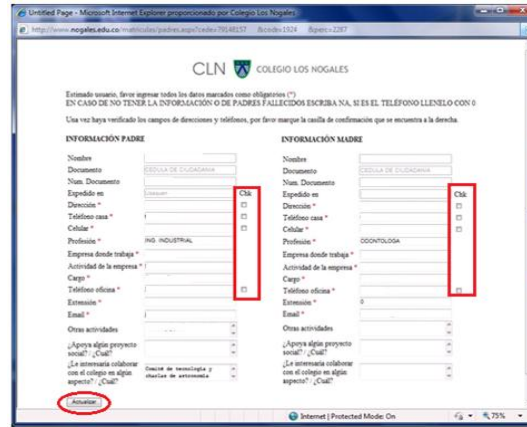 Untitled Page - Microsoft Internet Explorer proporcionado por Colegio Los Nogales
http://www.nogales.edu.co/matriculas/padres.aspx?cedex=79148157 &codex=1924 &perc=2287
CLN COLEGIO LOS NOGALES
Estimado usuario, favor ingresar todos los datos marcados como obligatorios (*)
EN CASO DE NO TENER LA INFORMACIÓN O DE PADRES FALLECIDOS ESCRIBA NA, SI ES EL TELÉFONO LLENELO CON 0
Una vez haya verificado los campos de direcciones y teléfonos, por favor marque la casilla de confirmación que se encuentra a la derecha.
INFORMACIÓN PADRE INFORMACIÓN MADRE
Nombre Nombre
Documento CEDULA DE CIUDADANIA Documento CEDULA DE CIUDADANIA
Num. Documento Num. Documento
Expedido en Chk Expedido en Chk
Dirección * Dirección *
Teléfono casa * Teléfono casa *
Celular * Celular *
Profesión * ING INDUSTRIAL Profesión * ODONTOLOGA
Empresa donde trabaja * Empresa donde trabaja *
Actividad de la empresa * Actividad de la empresa *
Cargo * Cargo *
Teléfono oficina * Teléfono oficina *
Extensión * Extensión * 0
Email * Email *
Otras actividades Otras actividades
¿Apoya algún proyecto social? / ¿Cuál? ¿Apoya algún proyecto social? / ¿Cuál?
¿Le interesaría colaborar con el colegio en algún aspecto? / ¿Cuál? Comité de tecnología y charlas de astronomía ¿Le interesaría colaborar con el colegio en algún aspecto? / ¿Cuál?
Actualizar
Internet | Protected Mode: On 75%